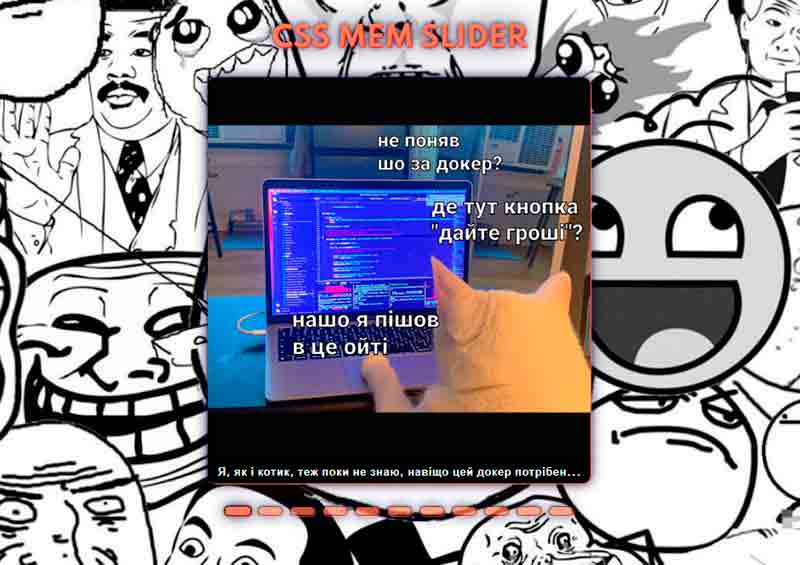 CSS MEM SLIDER
не поняв
шо за докер?
де тут кнопка
"дайте гроші"?
нашо я пішов
в це ойті
Я, як і котик, теж поки не знаю, навіщо цей докер потрібен...